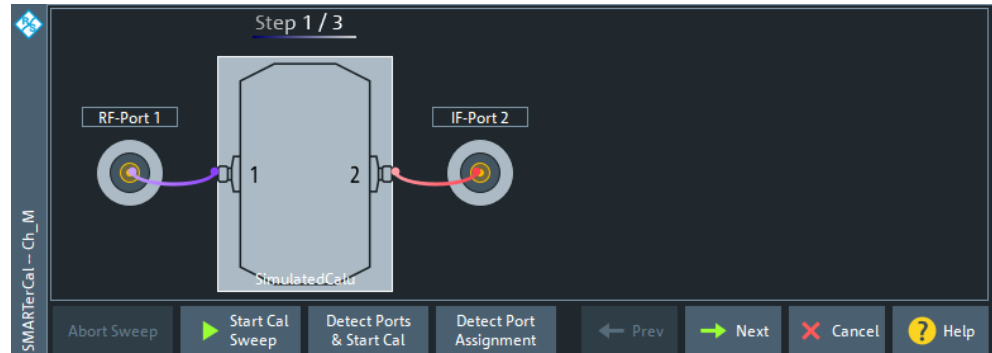 Step 1 / 3
RF-Port 1
IF-Port 2
1
2
SimulatedCalu
SMARTerCal – Ch_M
Abort Sweep
Start Cal
Sweep
Detect Ports
& Start Cal
Detect Port
Assignment
Prev
Next
Cancel
? Help